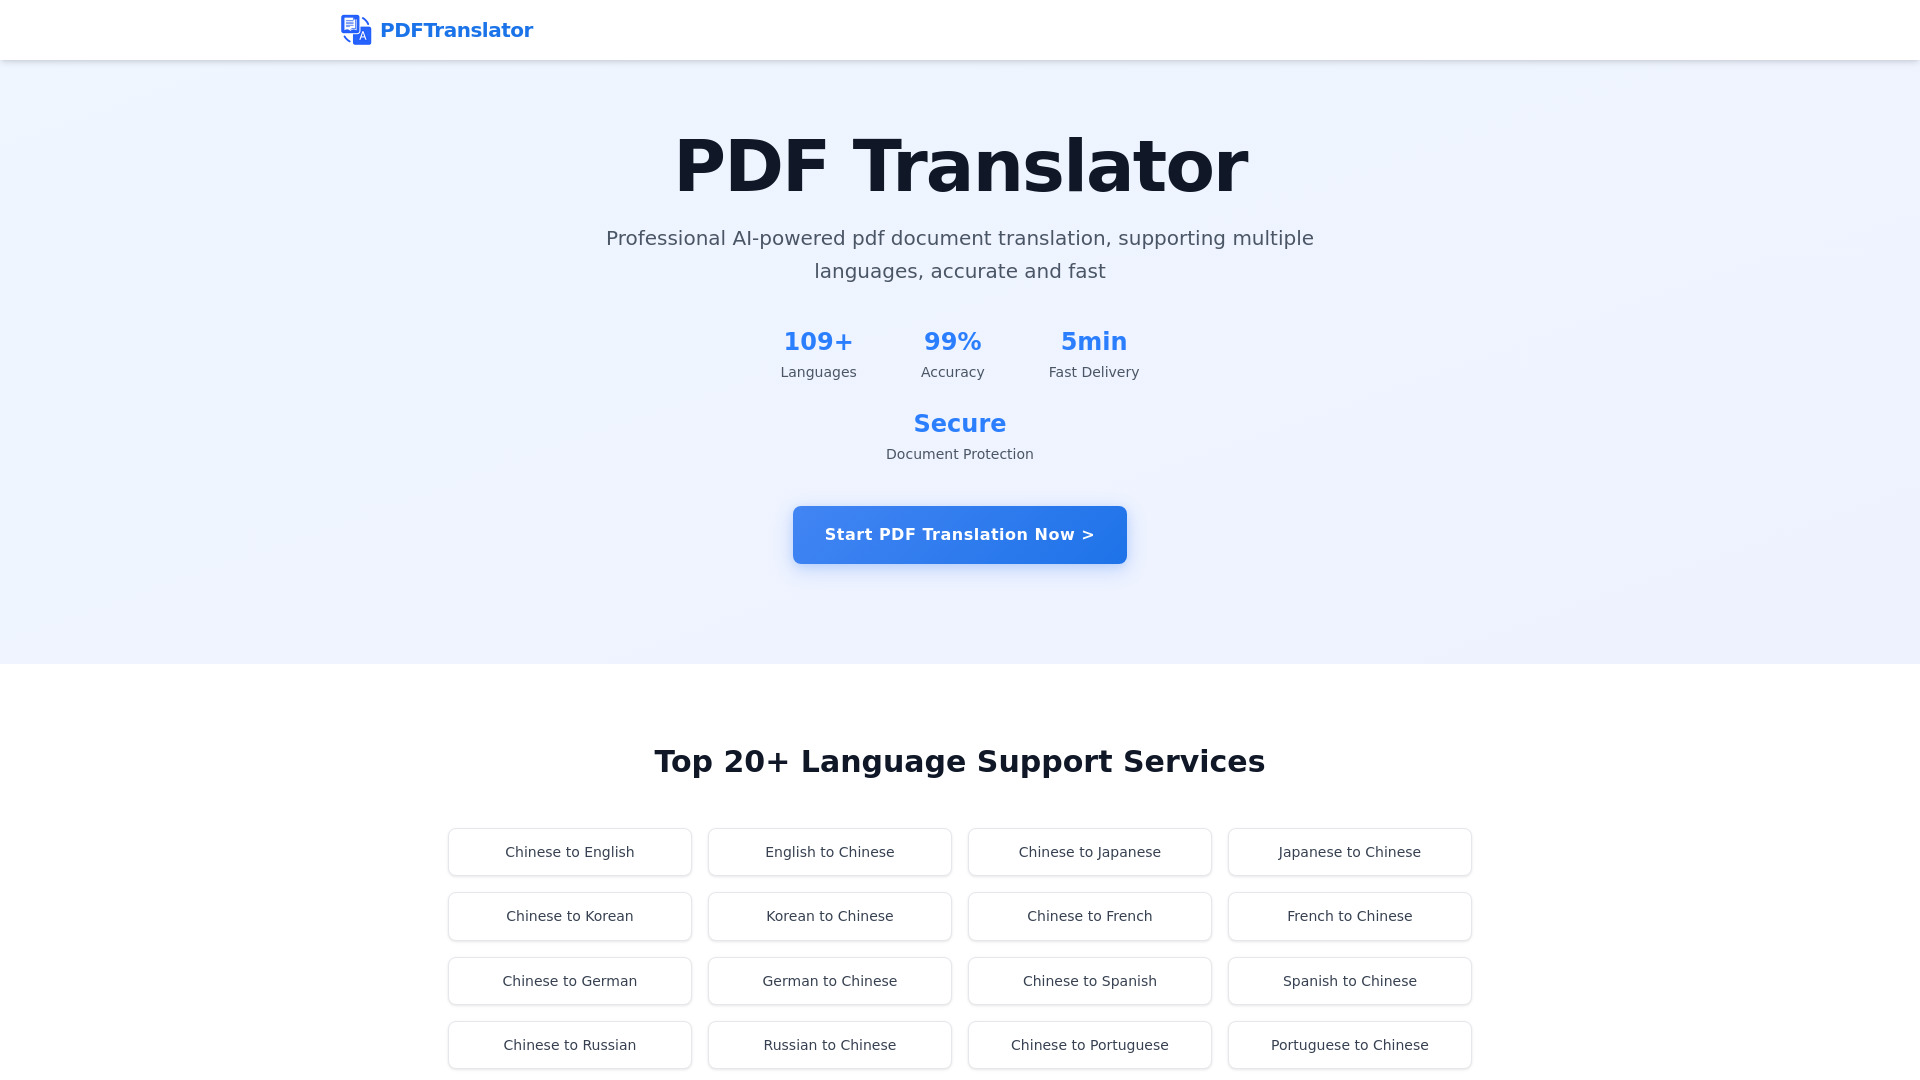 PDFTranslator
PDF Translator
Professional AI-powered pdf document translation, supporting multiple
languages, accurate and fast
109+
Languages
99%
Accuracy
5min
Fast Delivery
Secure
Document Protection
Start PDF Translation Now >
Top 20+ Language Support Services
Chinese to English
English to Chinese
Chinese to Japanese
Japanese to Chinese
Chinese to Korean
Korean to Chinese
Chinese to French
French to Chinese
Chinese to German
German to Chinese
Chinese to Spanish
Spanish to Chinese
Chinese to Russian
Russian to Chinese
Chinese to Portuguese
Portuguese to Chinese